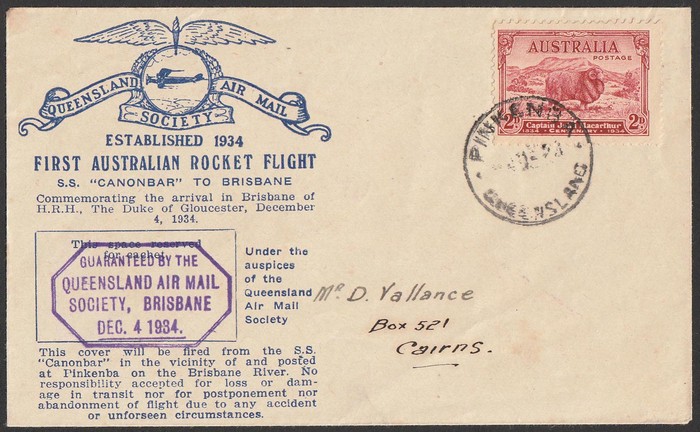 QUEENSLAND AIR MAIL
SOCIETY
ESTABLISHED 1934
FIRST AUSTRALIAN ROCKET FLIGHT
S.S. "CANONBAR" TO BRISBANE
Commemorating the arrival in Brisbane of
H.R.H., The Duke of Gloucester, December
4, 1934.
This space reserved
for cachet.
GUARANTEED BY THE
QUEENSLAND AIR MAIL
SOCIETY, BRISBANE
DEC. 4 1934.
Under the
auspices
of the
Queensland
Air Mail
Society
This cover will be fired from the S.S.
"Canonbar" in the vicinity of and posted
at Pinkenba on the Brisbane River. No
responsibility accepted for loss or dam-
age in transit nor for postponement nor
abandonment of flight due to any accident
or unforseen circumstances.
AUSTRALIA
POSTAGE
2D 2D
Captain Macarthur
1834 - CENTENARY - 1934
PINKENBA
QUEENSLAND
Mr D. Vallance
Box 521
Cairns.